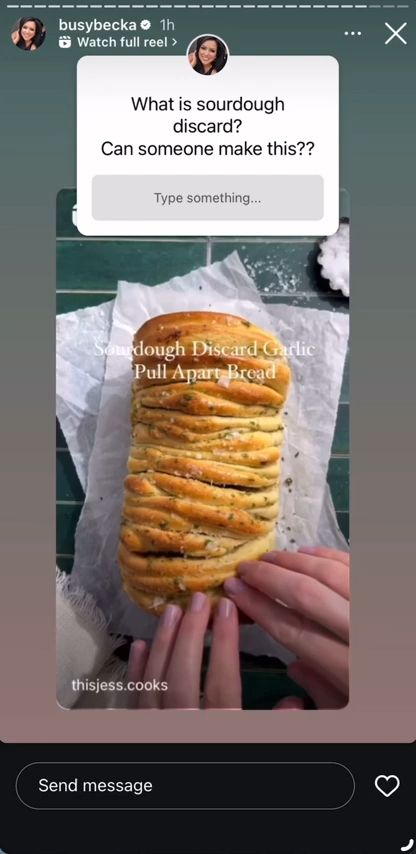 busybecka 1h
Watch full reel >
What is sourdough
discard?
Can someone make this??
Type something...
Sourdough Discard Garlic
Pull Apart Bread
thisjess.cooks
Send message